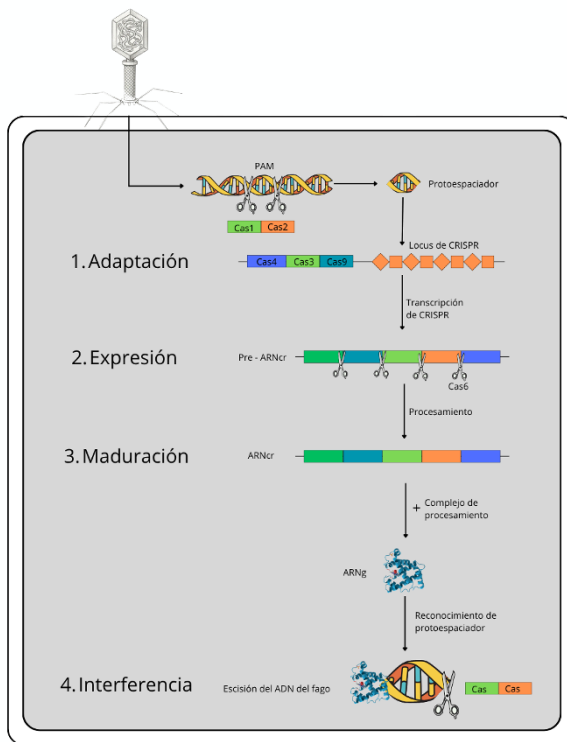 PAM
Protoespaciador
Cas1 Cas2
Locus de CRISPR
1. Adaptación
Cas4 Cas3 Cas9
Transcripción
de CRISPR
2. Expresión
Pre - ARNcr
Cas6
Procesamiento
3. Maduración
ARNcr
+ Complejo de
procesamiento
ARNg
Reconocimiento de
protoespaciador
4. Interferencia
Escisión del ADN del fago
Cas Cas